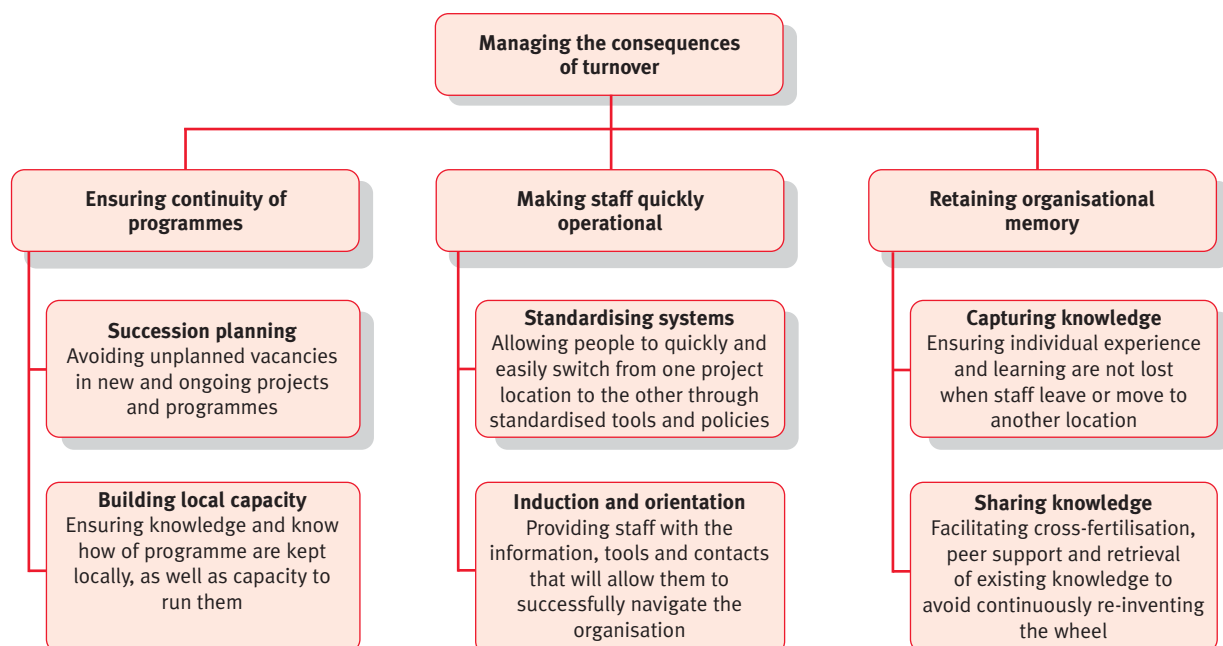 Managing the consequences
of turnover
Ensuring continuity of
programmes
Making staff quickly
operational
Retaining organisational
memory
Succession planning
Avoiding unplanned vacancies
in new and ongoing projects
and programmes
Standardising systems
Allowing people to quickly and
easily switch from one project
location to the other through
standardised tools and policies
Capturing knowledge
Ensuring individual experience
and learning are not lost
when staff leave or move to
another location
Building local capacity
Ensuring knowledge and know
how of programme are kept
locally, as well as capacity to
run them
Induction and orientation
Providing staff with the
information, tools and contacts
that will allow them to
successfully navigate the
organisation
Sharing knowledge
Facilitating cross-fertilisation,
peer support and retrieval
of existing knowledge to
avoid continuously re-inventing
the wheel